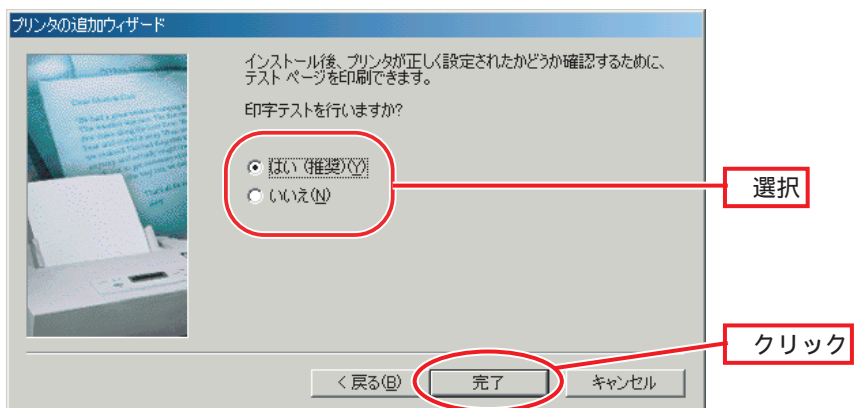 プリンタの追加ウィザード
インストール後、プリンタが正しく設定されたかどうか確認するために、
テスト ページを印刷できます。
印字テストを行いますか?
はい (推奨)(Y)
いいえ(N)
選択
クリック
< 戻る(B)
完了
キャンセル